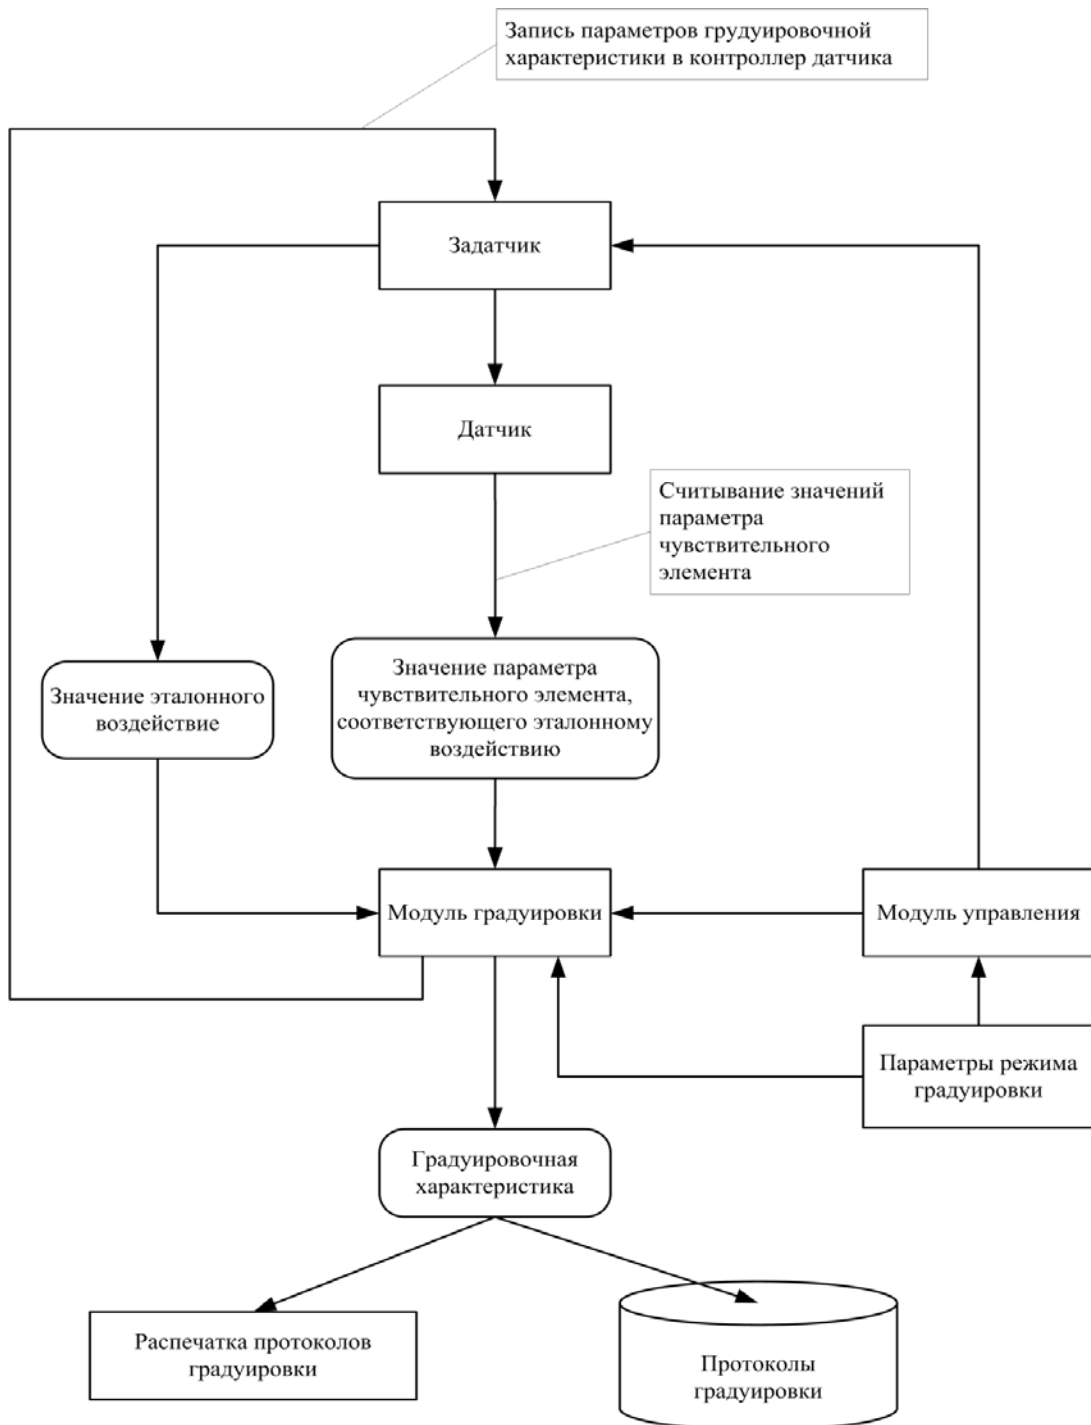 Запись параметров грудуировочной
характеристики в контроллер датчика
Задатчик
Датчик
Считывание значений
параметра
чувствительного
элемента
Значение эталонного
воздействие
Значение параметра
чувствительного элемента,
соответствующего эталонному
воздействию
Модуль градуировки
Модуль управления
Параметры режима
градуировки
Градуировочная
характеристика
Распечатка протоколов
градуировки
Протоколы
градуировки